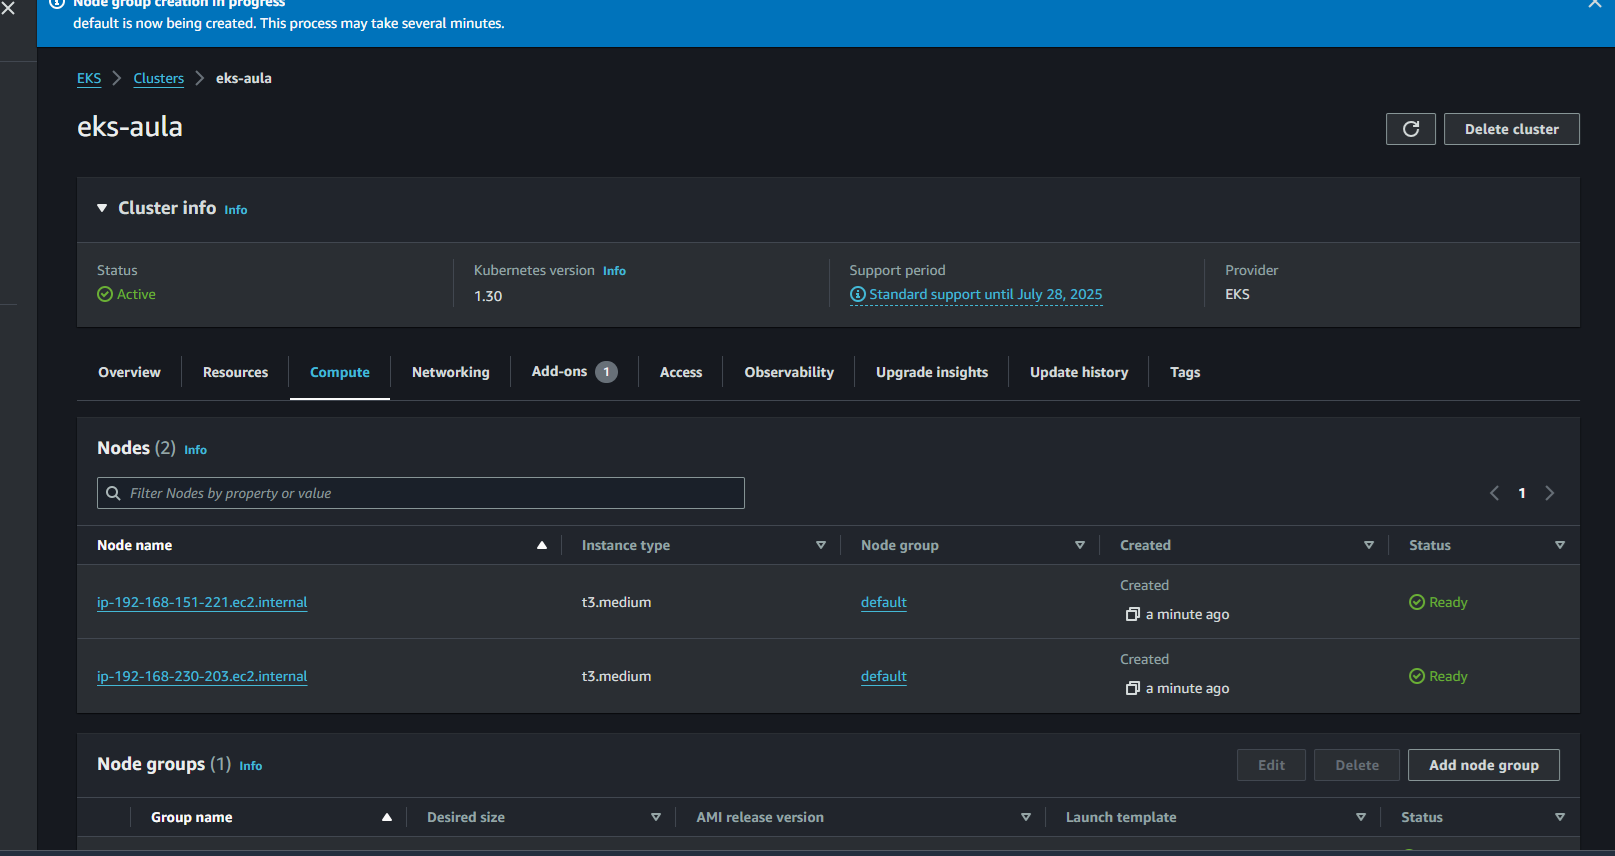 Node group creation in progress
default is now being created. This process may take several minutes.
EKS Clusters eks-aula
eks-aula
Delete cluster
Cluster info Info
Status Kubernetes version Info Support period Provider
Active 1.30 Standard support until July 28, 2025 EKS
Overview Resources Compute Networking Add-ons 1 Access Observability Upgrade insights Update history Tags
Nodes (2) Info
Filter Nodes by property or value
1
Node name Instance type Node group Created Status
Created
ip-192-168-151-221.ec2.internal t3.medium default a minute ago Ready
Created
ip-192-168-230-203.ec2.internal t3.medium default a minute ago Ready
Node groups (1) Info
Edit Delete Add node group
Group name Desired size AMI release version Launch template Status